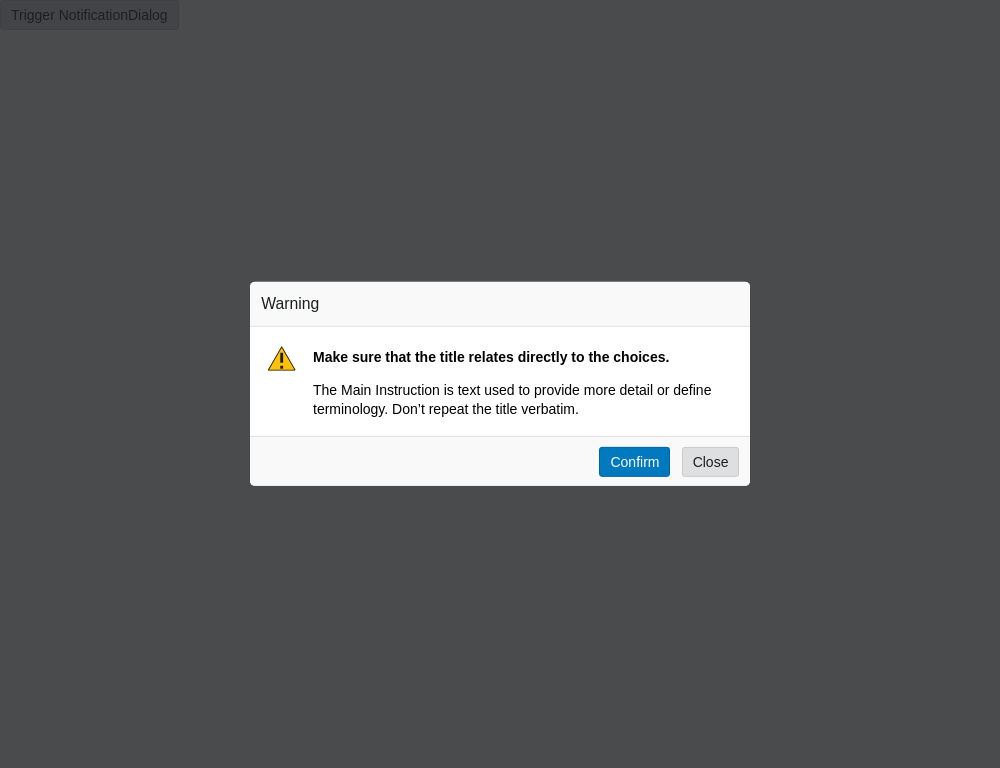 Trigger NotificationDialog
Warning
Make sure that the title relates directly to the choices.
The Main Instruction is text used to provide more detail or define
terminology. Don’t repeat the title verbatim.
Confirm Close